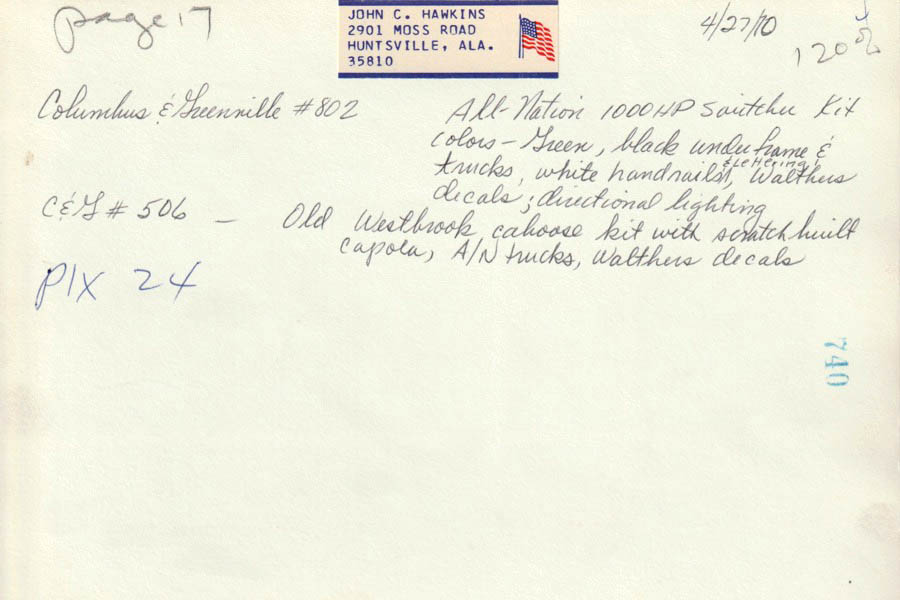 page 17
JOHN C. HAWKINS
2901 MOSS ROAD
HUNTSVILLE, ALA.
35810
4/27/70
120%
Columbus & Greenville #802
All-Nation 1000HP Switcher Kit
colors - Green, black underframe &
trucks, white handrails & lettering, Walthers
decals; directional lighting
C&G # 506 - Old Westbrook caboose kit with scratchbuilt
capola, A/N trucks, Walthers decals
PIX 24
740